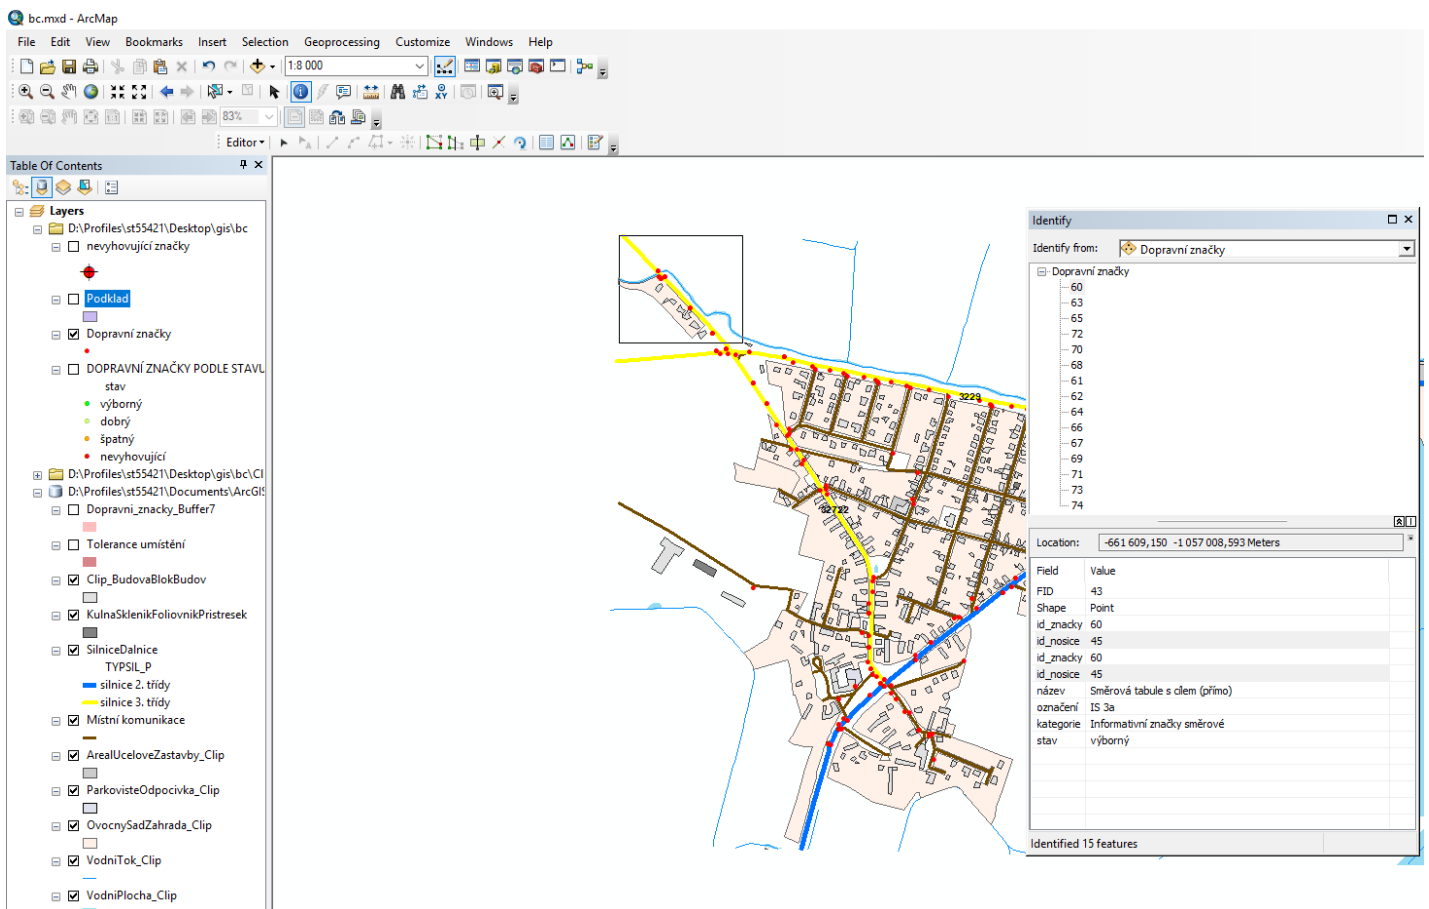 bc.mxd - ArcMap
File Edit View Bookmarks Insert Selection Geoprocessing Customize Windows Help
1:8 000
83%
Editor
Table Of Contents
Layers
D:\Profiles\st55421\Desktop\gis\bc
nevyhovující značky
Podklad
Dopravní značky
DOPRAVNÍ ZNAČKY PODLE STAVU
stav
výborný
dobrý
špatný
nevyhovující
D:\Profiles\st55421\Desktop\gis\bc\Cl
D:\Profiles\st55421\Documents\ArcGIS
Dopravni_znacky_Buffer7
Tolerance umístění
Clip_BudovaBlokBudov
KulnaSklenikFoliovnikPristresek
SilniceDalnice
TYPSIL_P
silnice 2. třídy
silnice 3. třídy
Místní komunikace
ArealUceloveZastavby_Clip
ParkovisteOdpocivka_Clip
OvocnySadZahrada_Clip
VodniTok_Clip
VodniPlocha_Clip
3229
32722
Identify
Identify from: Dopravní značky
Dopravní značky
60
63
65
72
70
68
61
62
64
66
67
69
71
73
74
Location: -661 609,150 -1 057 008,593 Meters
Field Value
FID 43
Shape Point
id_znacky 60
id_nosice 45
id_znacky 60
id_nosice 45
název Směrová tabule s cílem (přímo)
označení IS 3a
kategorie Informativní značky směrové
stav výborný
Identified 15 features